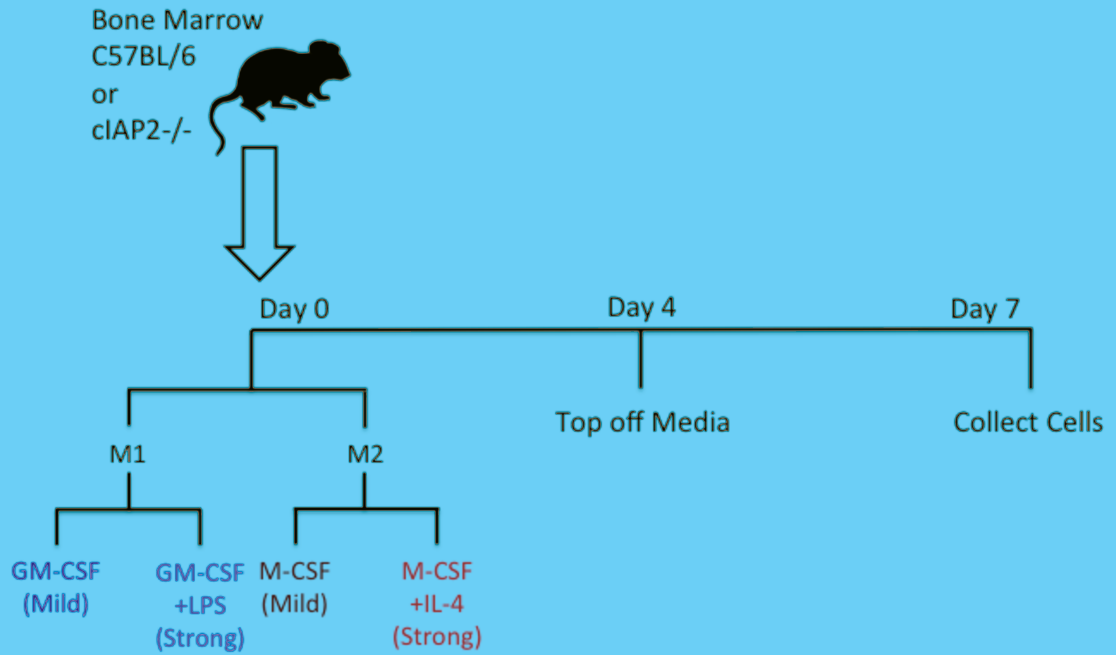 Bone Marrow
C57BL/6
or
cIAP2-/-
Day 0
Day 4
Day 7
Top off Media
Collect Cells
M1
M2
GM-CSF
(Mild)
GM-CSF
+LPS
(Strong)
M-CSF
(Mild)
M-CSF
+IL-4
(Strong)